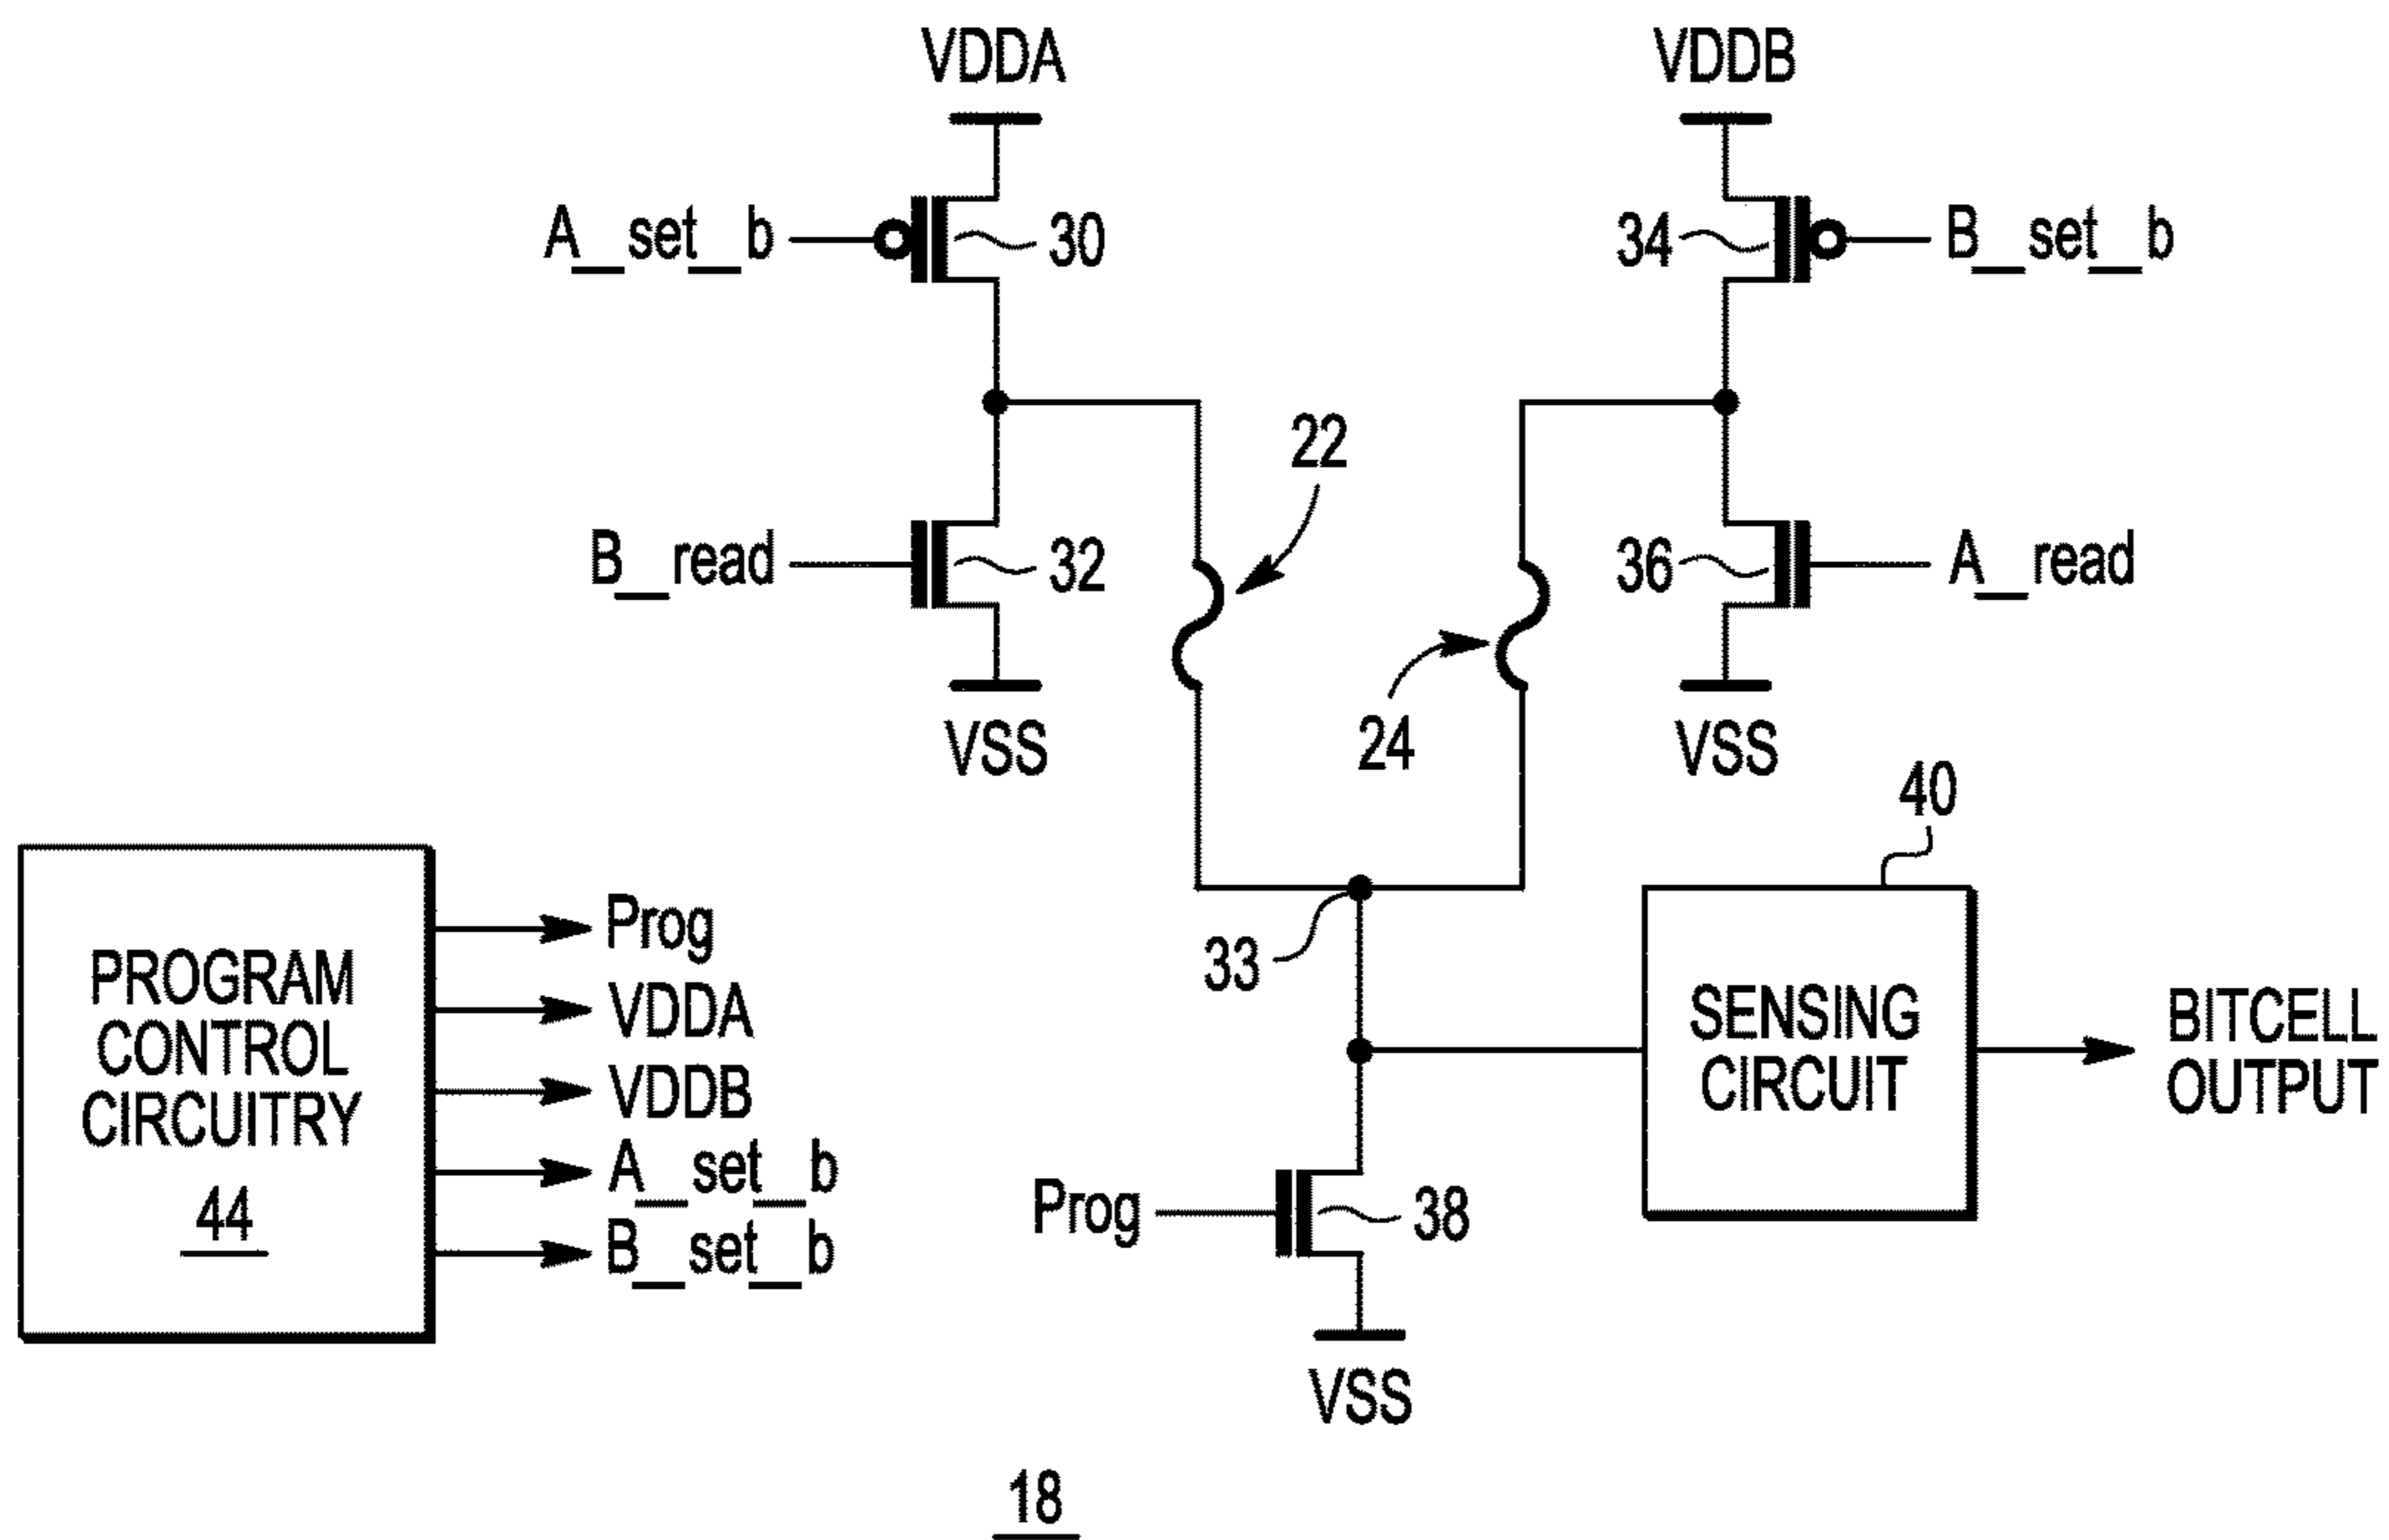 VDDA
VDDB
A_set_b
30
34
B_set_b
22
B_read
32
36
A_read
VSS
24
VSS
40
Prog
33
PROGRAM
CONTROL
CIRCUITRY
44
VDDA
VDDB
A_set_b
B_set_b
SENSING
CIRCUIT
BITCELL
OUTPUT
Prog
38
VSS
18